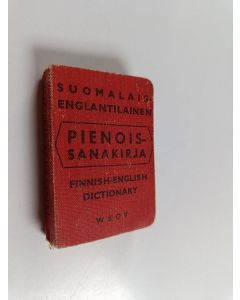 SUOMALAIS-
ENGLANTILAINEN
PIENOIS-
SANAKIRJA
FINNISH-ENGLISH
DICTIONARY
WSOY